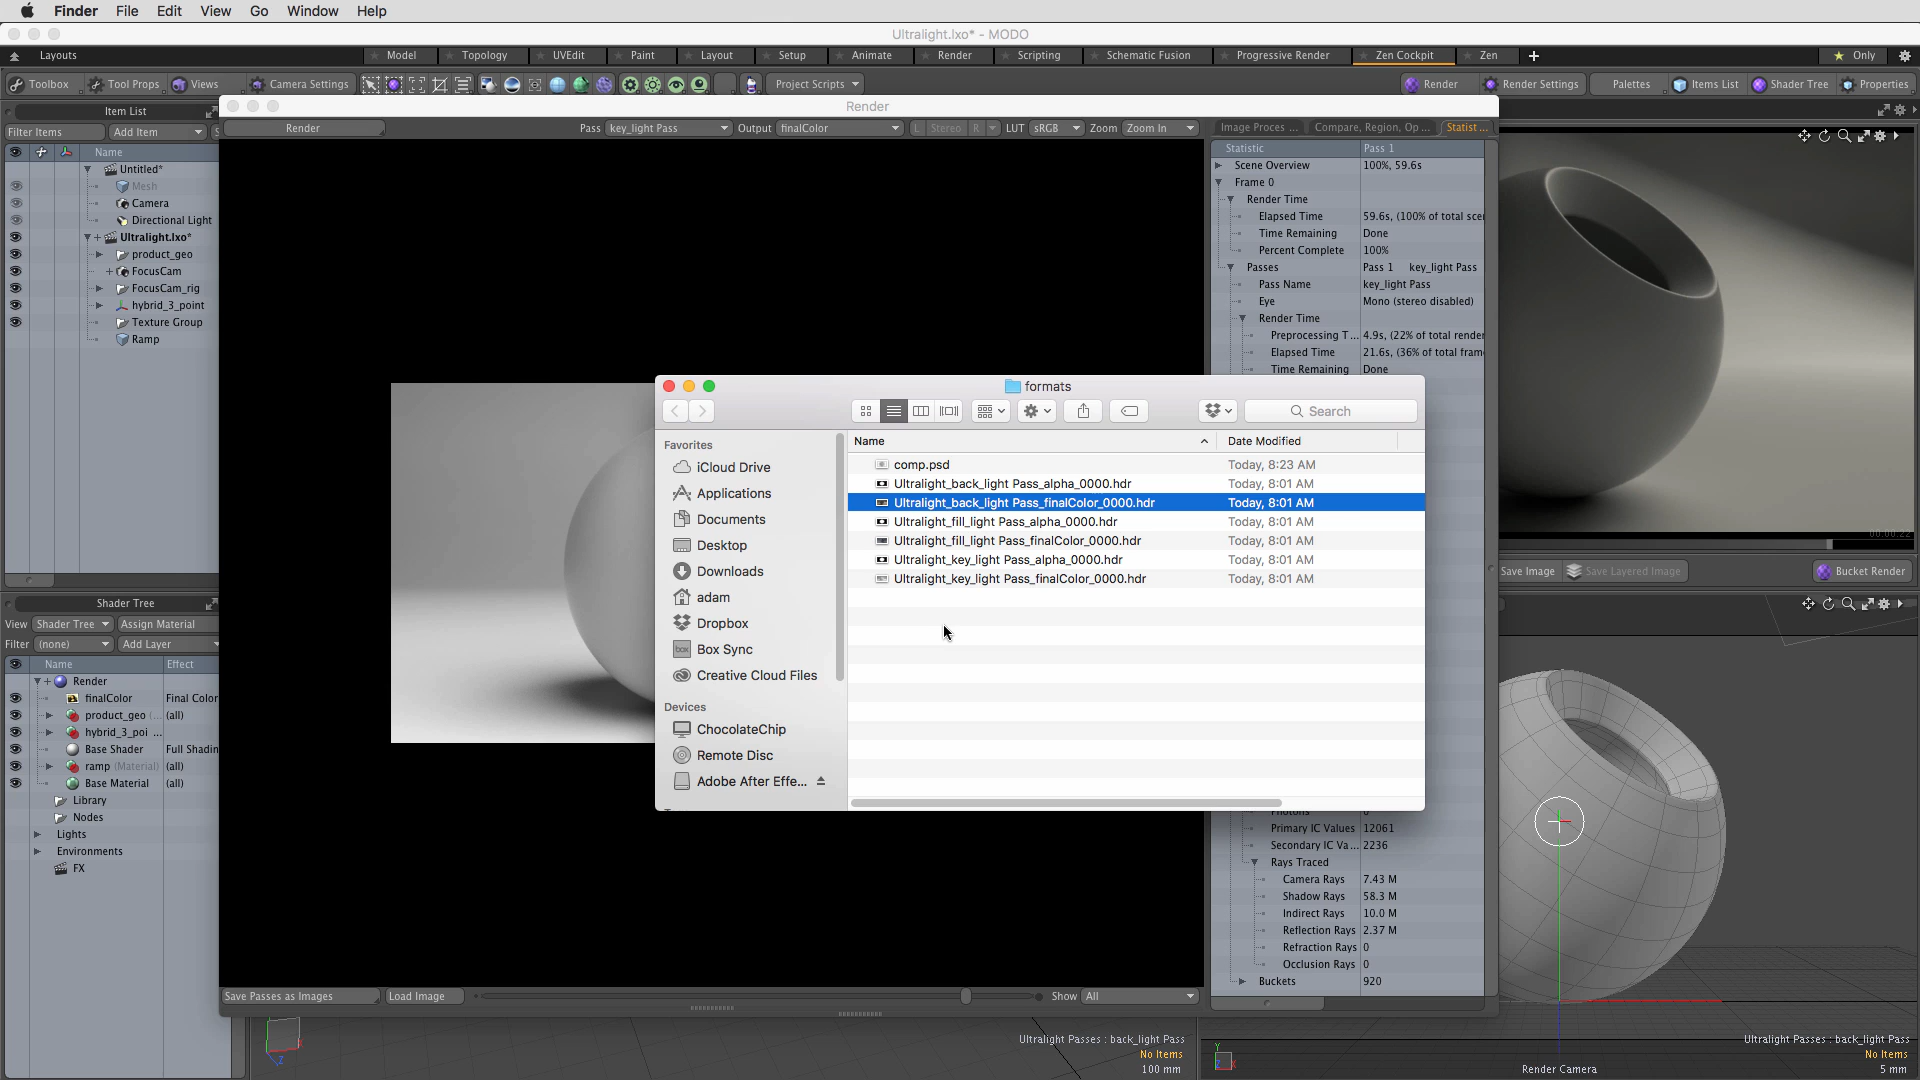 Finder File Edit View Go Window Help
Ultralight.lxo* - MODO
Layouts Model Topology UVEdit Paint Layout Setup Animate Render Scripting Schematic Fusion Progressive Render Zen Cockpit Zen Only
Toolbox Tool Props Views Camera Settings Project Scripts Render Render Settings Palettes Items List Shader Tree Properties
Item List
Render
Filter Items Add Item S
Render Pass key_light Pass Output finalColor L Stereo R LUT sRGB Zoom Zoom In
Image Proces ... Compare, Region, Op ... Statist ...
Name
Untitled*
Mesh
Camera
Directional Light
Ultralight.lxo*
product_geo
FocusCam
FocusCam_rig
hybrid_3_point
Texture Group
Ramp
Statistic Pass 1
Scene Overview 100%, 59.6s
Frame 0
Render Time
Elapsed Time 59.6s, (100% of total scen
Time Remaining Done
Percent Complete 100%
Passes Pass 1 key_light Pass
Pass Name key_light Pass
Eye Mono (stereo disabled)
Render Time
Preprocessing T... 4.9s, (22% of total render
Elapsed Time 21.6s, (36% of total fram
Time Remaining Done
formats
Search
Favorites
iCloud Drive
Applications
Documents
Desktop
Downloads
adam
Dropbox
Box Sync
Creative Cloud Files
Devices
ChocolateChip
Remote Disc
Adobe After Effe...
Name Date Modified
comp.psd Today, 8:23 AM
Ultralight_back_light Pass_alpha_0000.hdr Today, 8:01 AM
Ultralight_back_light Pass_finalColor_0000.hdr Today, 8:01 AM
Ultralight_fill_light Pass_alpha_0000.hdr Today, 8:01 AM
Ultralight_fill_light Pass_finalColor_0000.hdr Today, 8:01 AM
Ultralight_key_light Pass_alpha_0000.hdr Today, 8:01 AM
Ultralight_key_light Pass_finalColor_0000.hdr Today, 8:01 AM
00:00:22
Save Image Save Layered Image Bucket Render
Shader Tree
View Shader Tree Assign Material
Filter (none) Add Layer
Name Effect
Render
finalColor Final Color
product_geo (... (all)
hybrid_3_poi ...
Base Shader Full Shadin
ramp (Material) (all)
Base Material (all)
Library
Nodes
Lights
Environments
FX
Photons 0
Primary IC Values 12061
Secondary IC Va... 2236
Rays Traced
Camera Rays 7.43 M
Shadow Rays 58.3 M
Indirect Rays 10.0 M
Reflection Rays 2.37 M
Refraction Rays 0
Occlusion Rays 0
Buckets 920
Save Passes as Images Load Image Show All
Ultralight Passes : back_light Pass
No Items
100 mm
Z
Y
X
Render Camera
Ultralight Passes : back_light Pass
No Items
5 mm